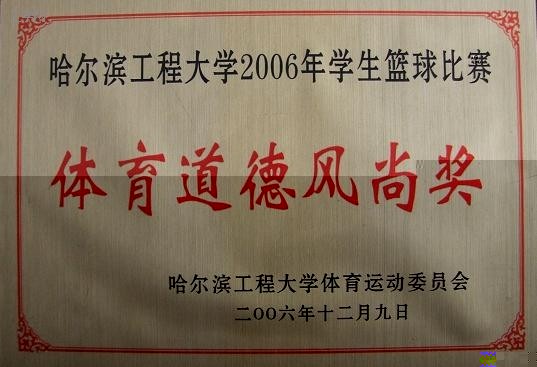 哈尔滨工程大学2006年学生篮球比赛
体育道德风尚奖
哈尔滨工程大学体育运动委员会
二〇〇六年十二月九日